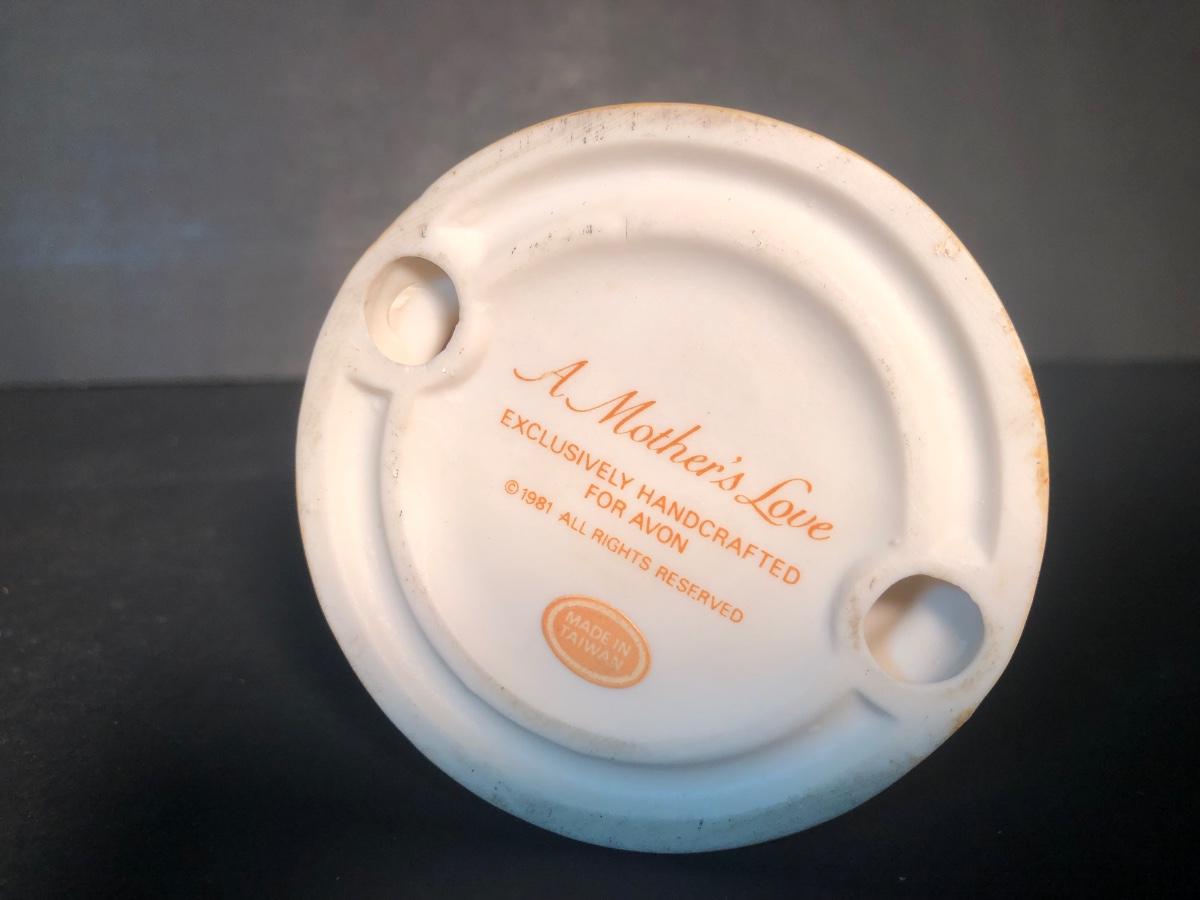 A Mother's Love
EXCLUSIVELY HANDCRAFTED
FOR AVON
©1981 ALL RIGHTS RESERVED
MADE IN
TAIWAN